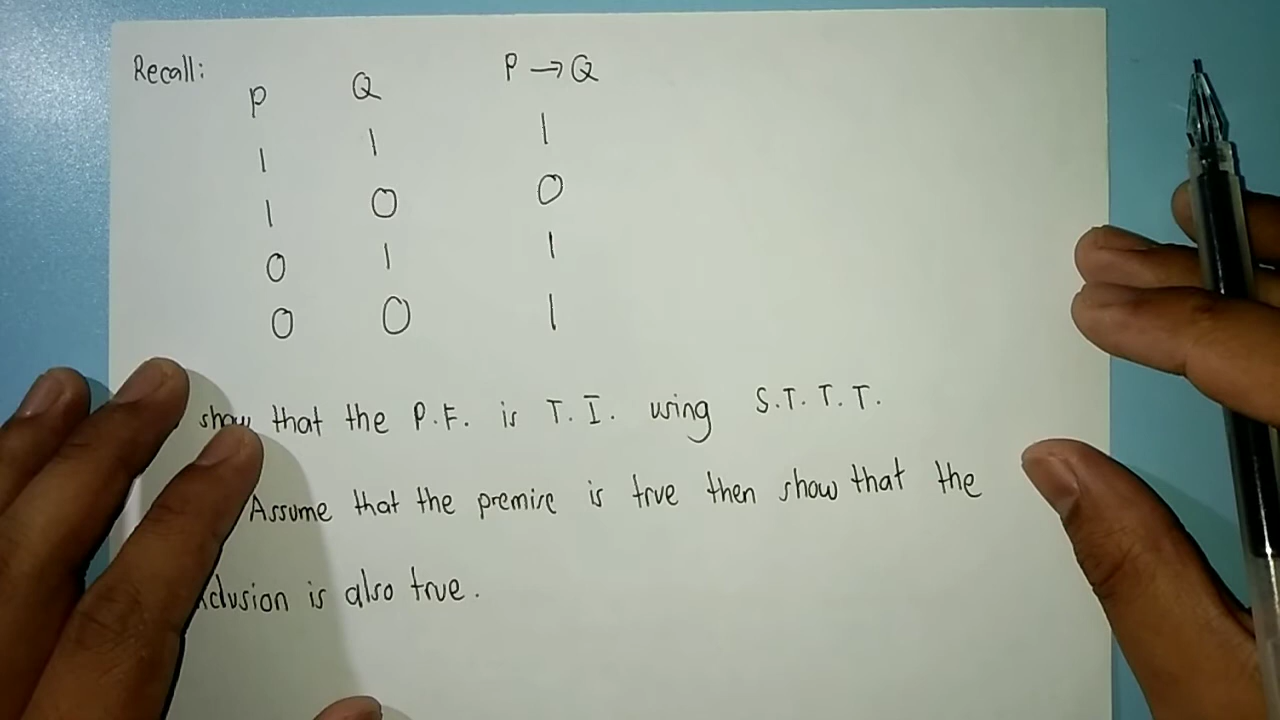 Recall:
P Q P → Q
1 1 1
1 0 0
0 1 1
0 0 1
show that the P.F. is T.I. using S.T.T.T.
Assume that the premise is true then show that the
is also true.